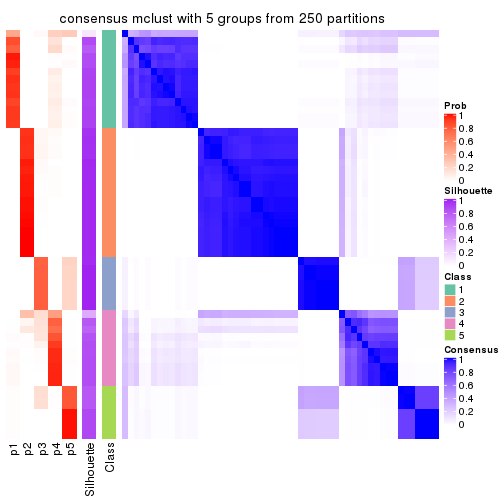 consensus mclust with 5 groups from 250 partitions
p1
p2
p3
p4
p5
Silhouette
Class
Prob
1
0.8
0.6
0.4
0.2
0
Silhouette
1
0.8
0.6
0.4
0.2
0
Class
1
2
3
4
5
Consensus
1
0.8
0.6
0.4
0.2
0